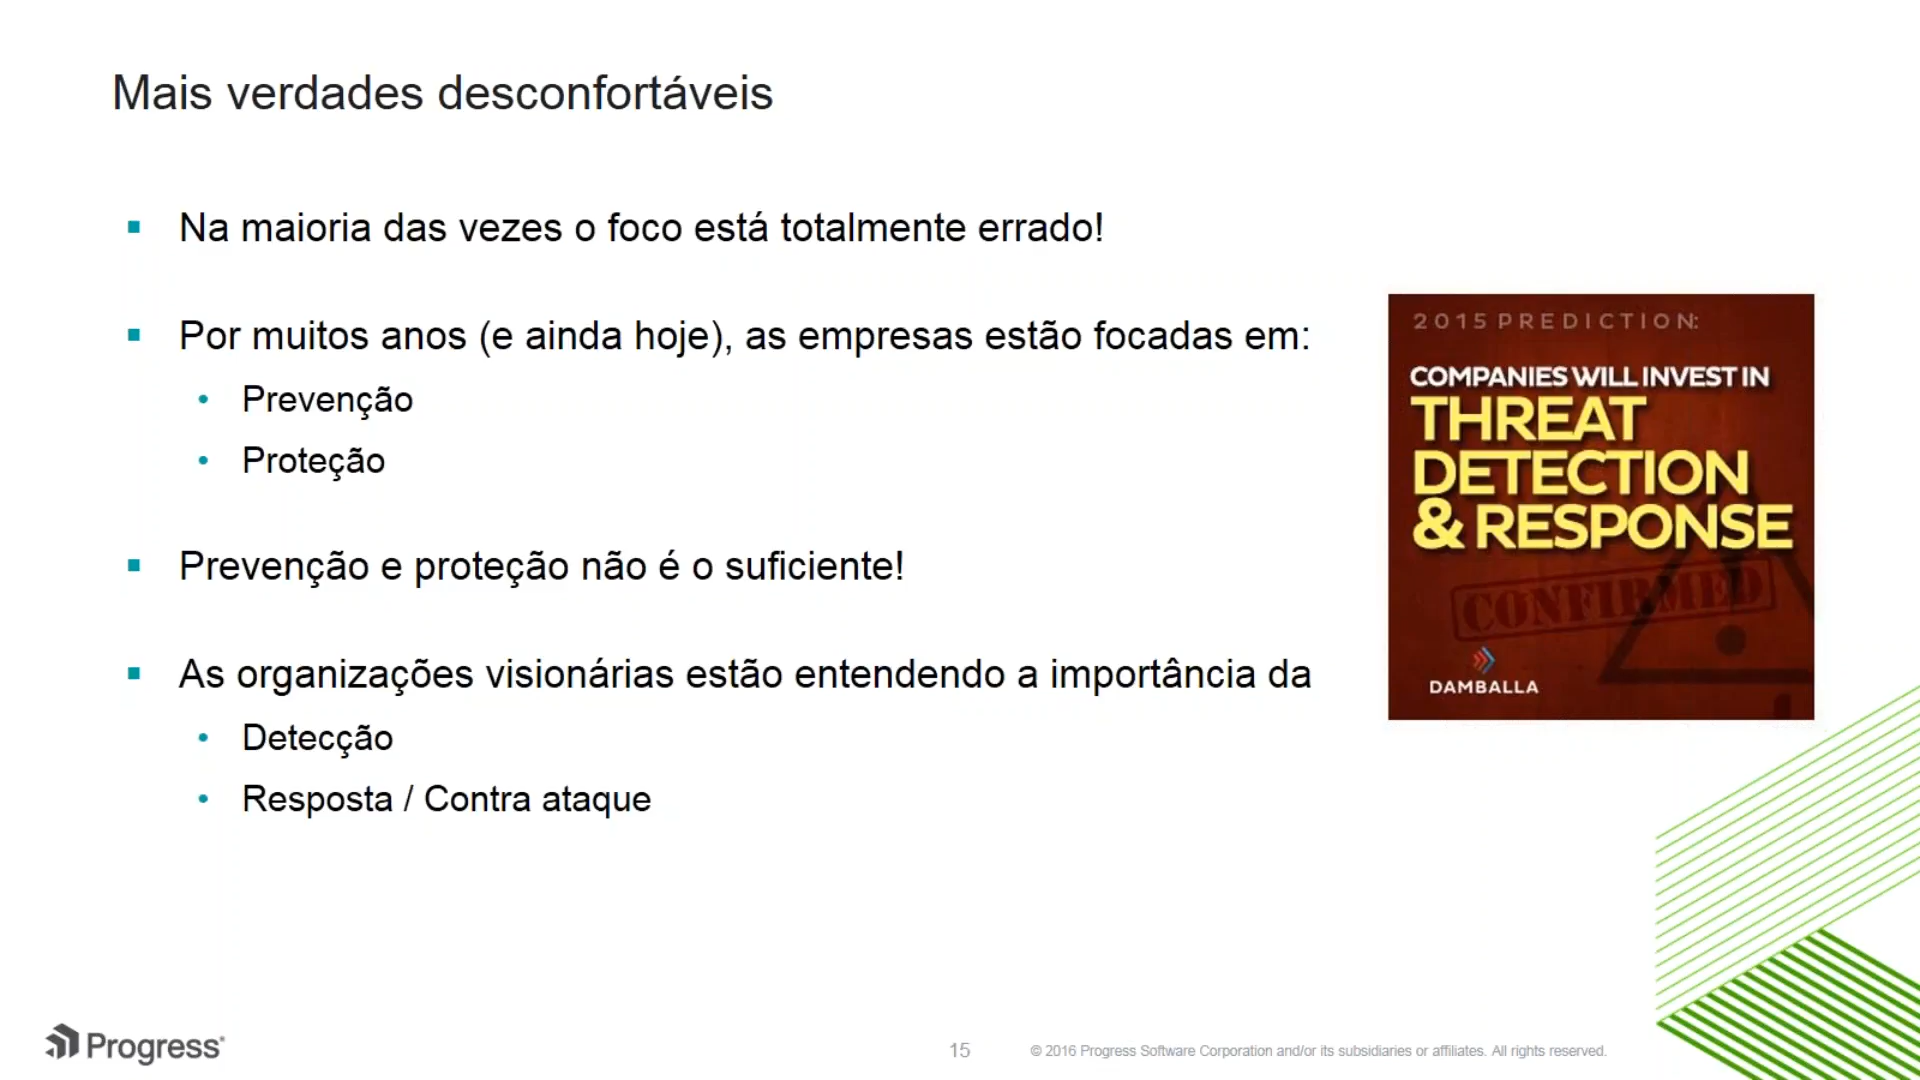 Mais verdades desconfortáveis
Na maioria das vezes o foco está totalmente errado!
Por muitos anos (e ainda hoje), as empresas estão focadas em:
Prevenção
Proteção
Prevenção e proteção não é o suficiente!
As organizações visionárias estão entendendo a importância da
Detecção
Resposta / Contra ataque
2015 PREDICTION:
COMPANIES WILL INVEST IN
THREAT
DETECTION
& RESPONSE
CONFIRMED
DAMBALLA
Progress
15
© 2016 Progress Software Corporation and/or its subsidiaries or affiliates. All rights reserved.